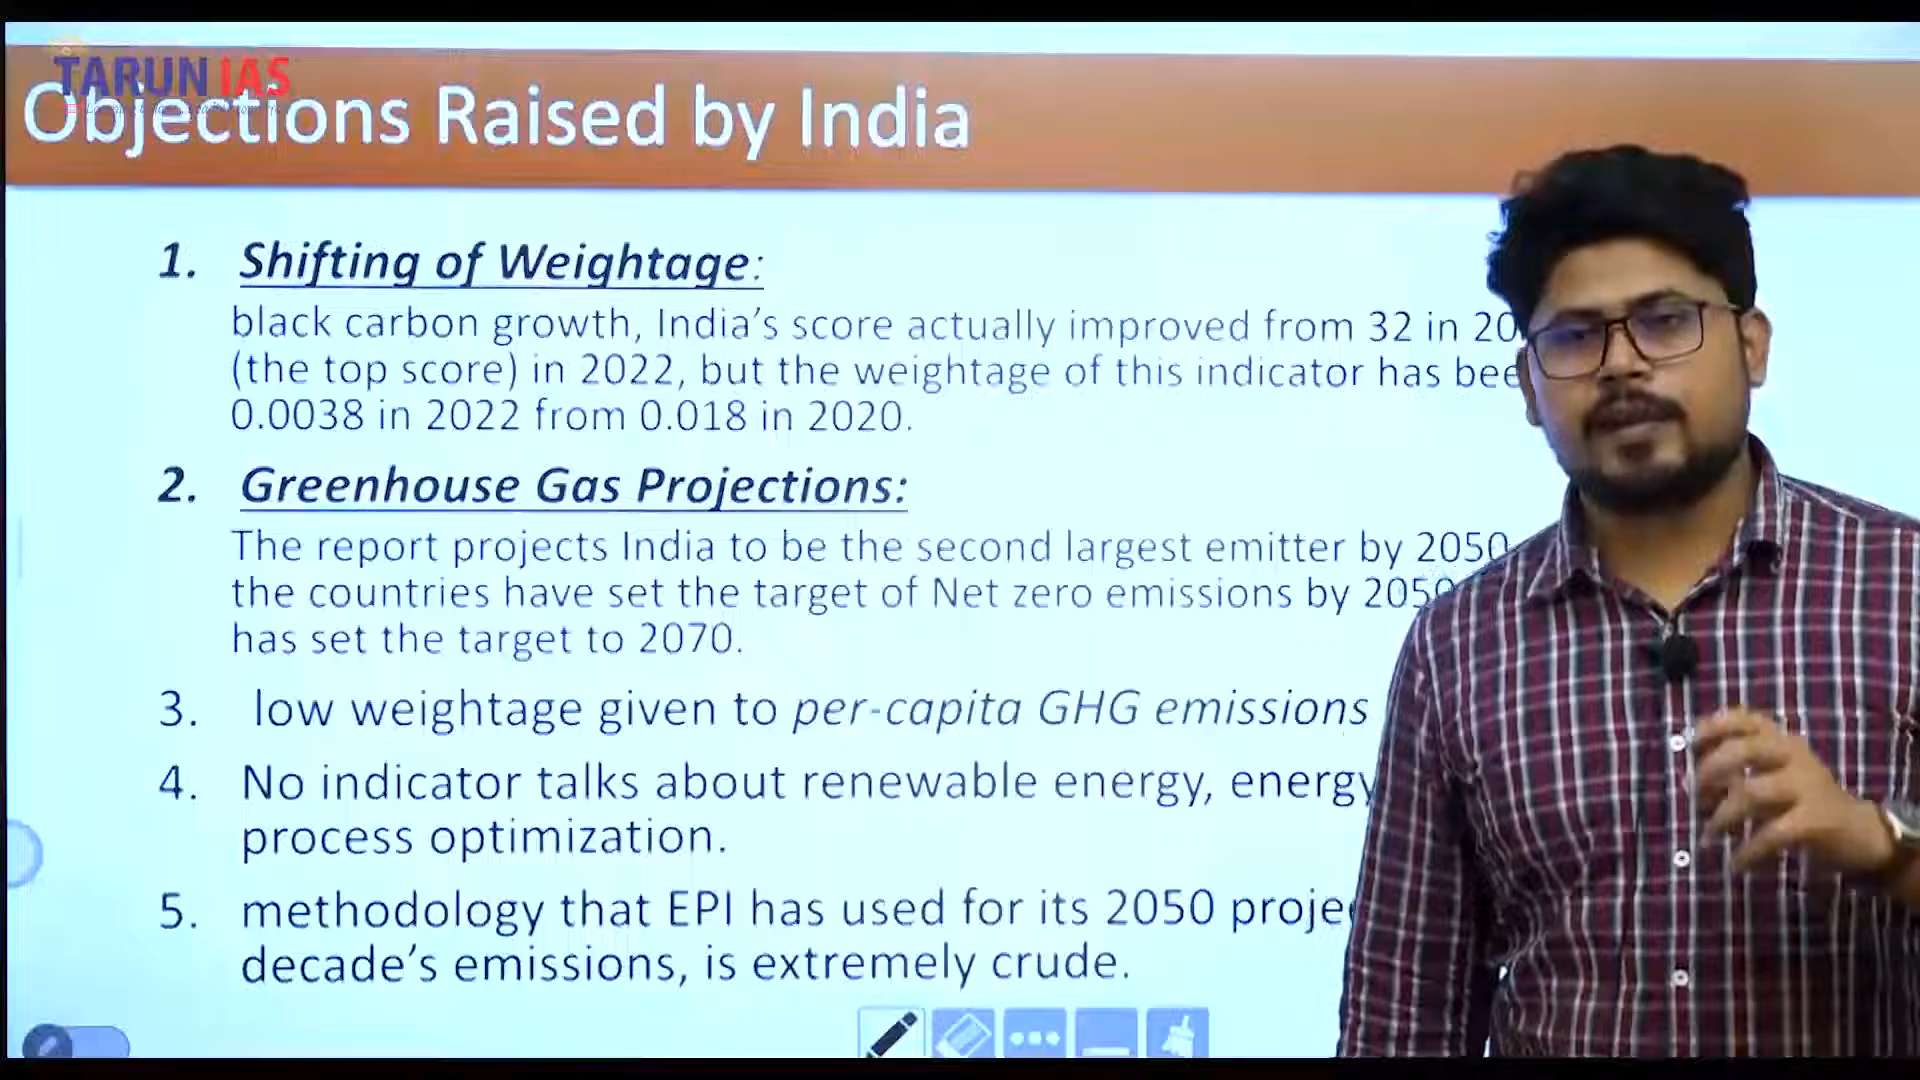 TARUN IAS
Objections Raised by India
1. Shifting of Weightage:
black carbon growth, India's score actually improved from 32 in 20
(the top score) in 2022, but the weightage of this indicator has bee
0.0038 in 2022 from 0.018 in 2020.
2. Greenhouse Gas Projections:
The report projects India to be the second largest emitter by 2050
the countries have set the target of Net zero emissions by 2050
has set the target to 2070.
3. low weightage given to per-capita GHG emissions
4. No indicator talks about renewable energy, energy
process optimization.
5. methodology that EPI has used for its 2050 projec
decade's emissions, is extremely crude.